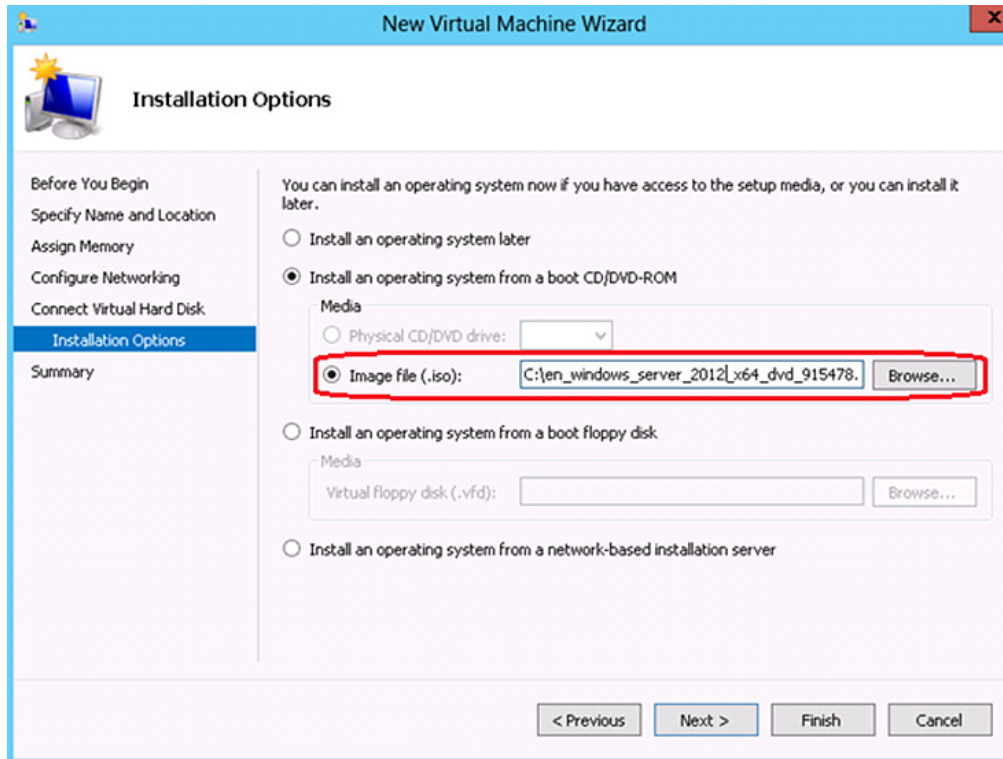 New Virtual Machine Wizard
x
Installation Options
Before You Begin
Specify Name and Location
Assign Memory
Configure Networking
Connect Virtual Hard Disk
Installation Options
Summary
You can install an operating system now if you have access to the setup media, or you can install it
later.
Install an operating system later
Install an operating system from a boot CD/DVD-ROM
Media
Physical CD/DVD drive:
Image file (.iso): C:\en_windows_server_2012_x64_dvd_915478. Browse...
Install an operating system from a boot floppy disk
Media
Virtual floppy disk (.vfd): Browse...
Install an operating system from a network-based installation server
< Previous Next > Finish Cancel